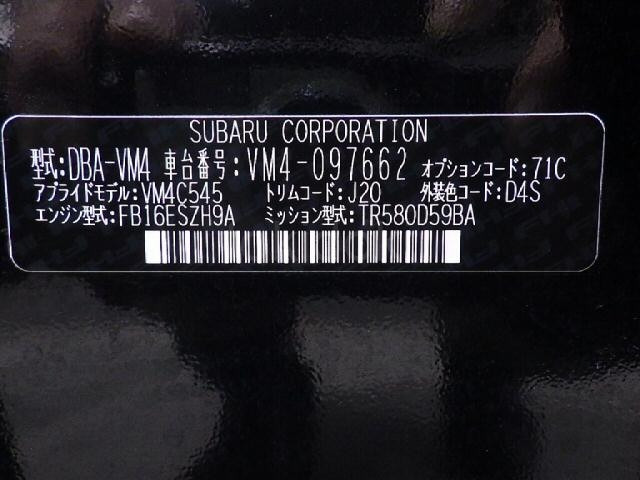 SUBARU CORPORATION
型式:DBA-VM4 車台番号:VM4-097662 オプションコード:71C
アプライドモデル:VM4C545 トリムコード:J20 外装色コード:D4S
エンジン型式:FB16ESZH9A ミッション型式:TR580D59BA